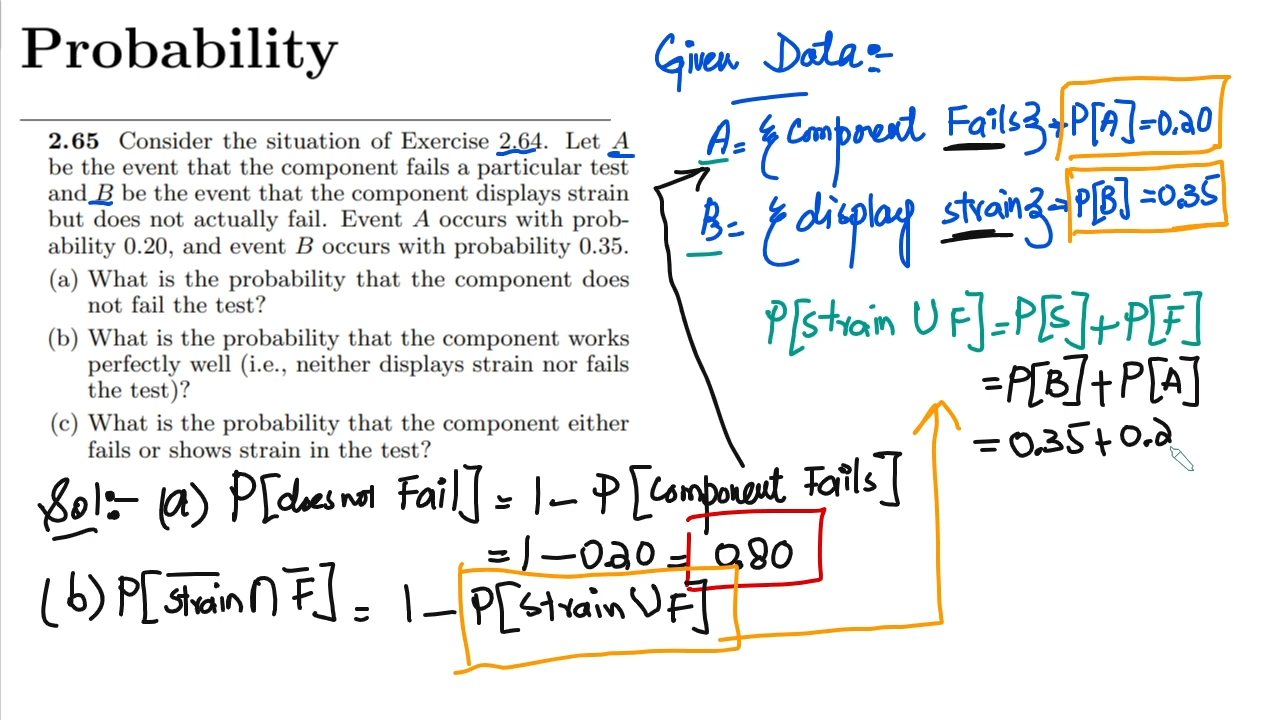 Probability
2.65 Consider the situation of Exercise 2.64. Let A
be the event that the component fails a particular test
and B be the event that the component displays strain
but does not actually fail. Event A occurs with prob-
ability 0.20, and event B occurs with probability 0.35.
(a) What is the probability that the component does
not fail the test?
(b) What is the probability that the component works
perfectly well (i.e., neither displays strain nor fails
the test)?
(c) What is the probability that the component either
fails or shows strain in the test?
Given Data:-
A = {Component Fails} → P[A]=0.20
B = {display strain} → P[B]=0.35
P[strain ∪ F] = P[S] + P[F]
= P[B] + P[A]
= 0.35 + 0.2
Sol:- (a) P[does not Fail] = 1 - P[Component Fails]
= 1 - 0.20 = 0.80
(b) P[s̅t̅r̅a̅i̅n̅ ∩ F̅] = 1 - P[strain ∪ F]